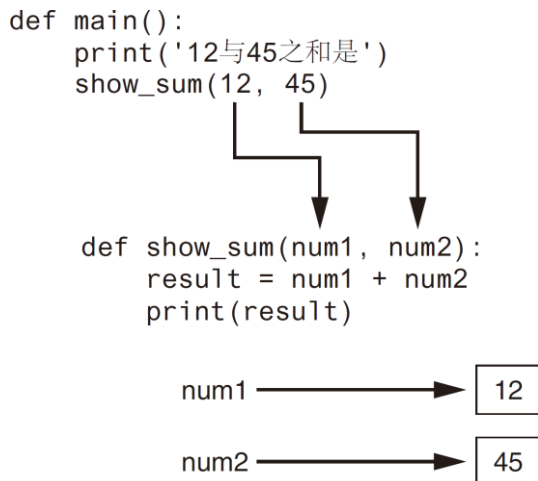 def main():
    print('12与45之和是')
    show_sum(12, 45)
def show_sum(num1, num2):
    result = num1 + num2
    print(result)
num1 12
num2 45